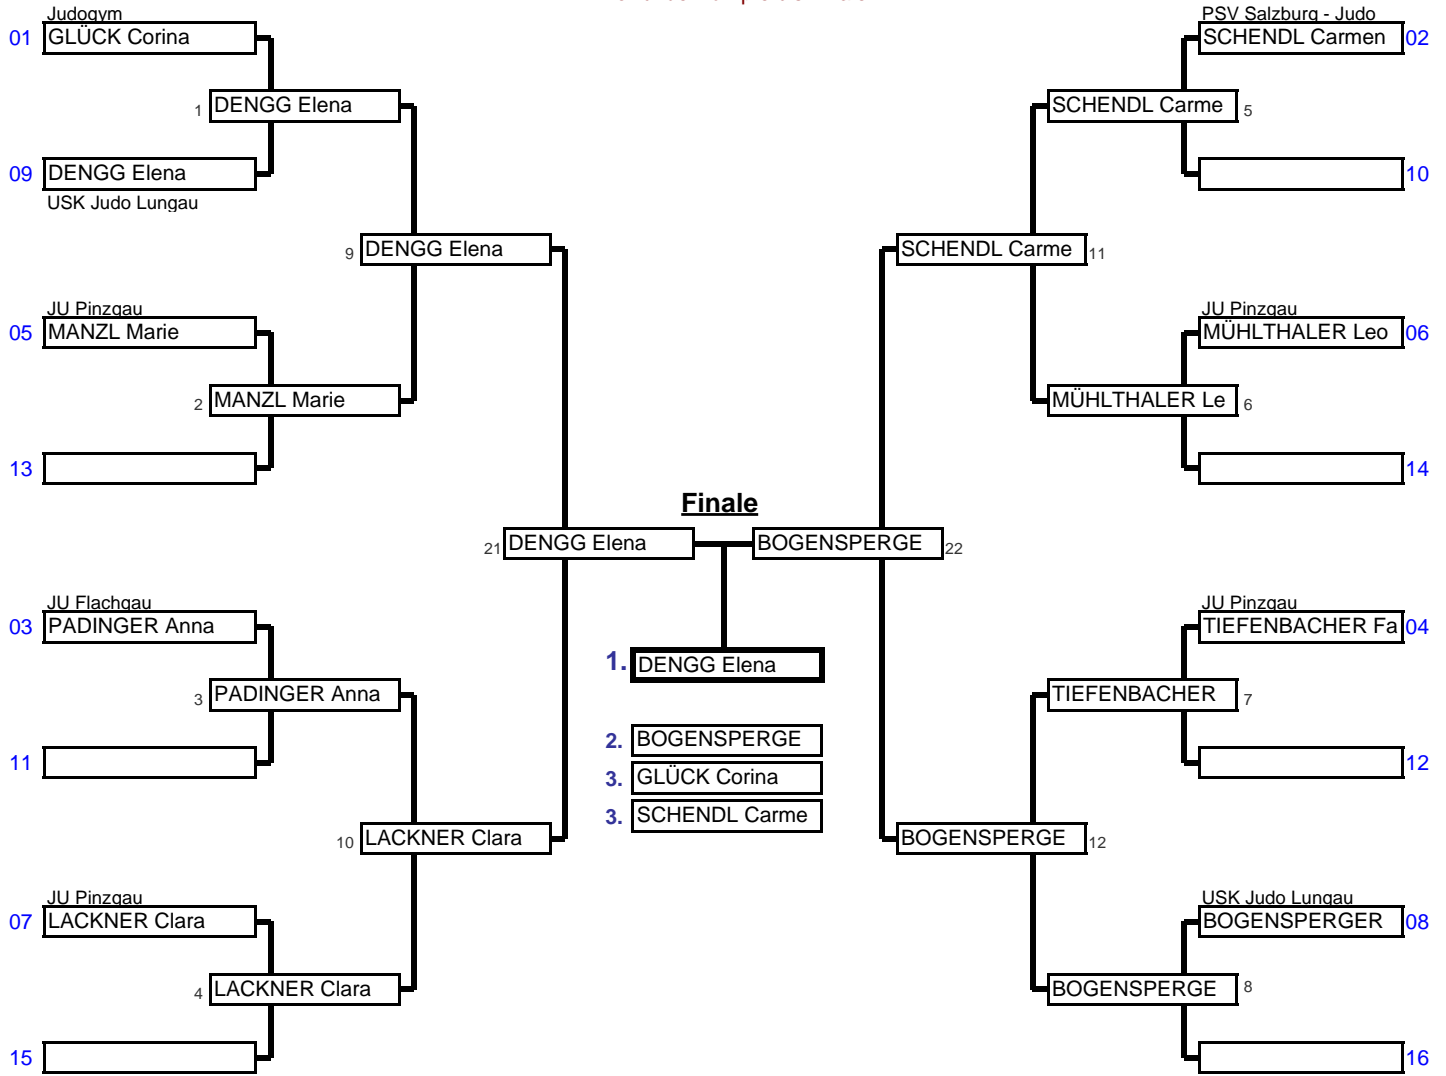 Judogym
01 GLÜCK Corina
1 DENGG Elena
09 DENGG Elena
USK Judo Lungau
9 DENGG Elena
JU Pinzgau
05 MANZL Marie
2 MANZL Marie
13
21 DENGG Elena
JU Flachgau
03 PADINGER Anna
3 PADINGER Anna
11
10 LACKNER Clara
JU Pinzgau
07 LACKNER Clara
4 LACKNER Clara
15
Finale
1. DENGG Elena
2. BOGENSPERGE
3. GLÜCK Corina
3. SCHENDL Carme
PSV Salzburg - Judo
SCHENDL Carmen 02
SCHENDL Carme 5
10
SCHENDL Carme 11
JU Pinzgau
MÜHLTHALER Leo 06
MÜHLTHALER Le 6
14
BOGENSPERGE 22
JU Pinzgau
TIEFENBACHER Fa 04
TIEFENBACHER 7
12
BOGENSPERGE 12
USK Judo Lungau
BOGENSPERGER 08
BOGENSPERGE 8
16